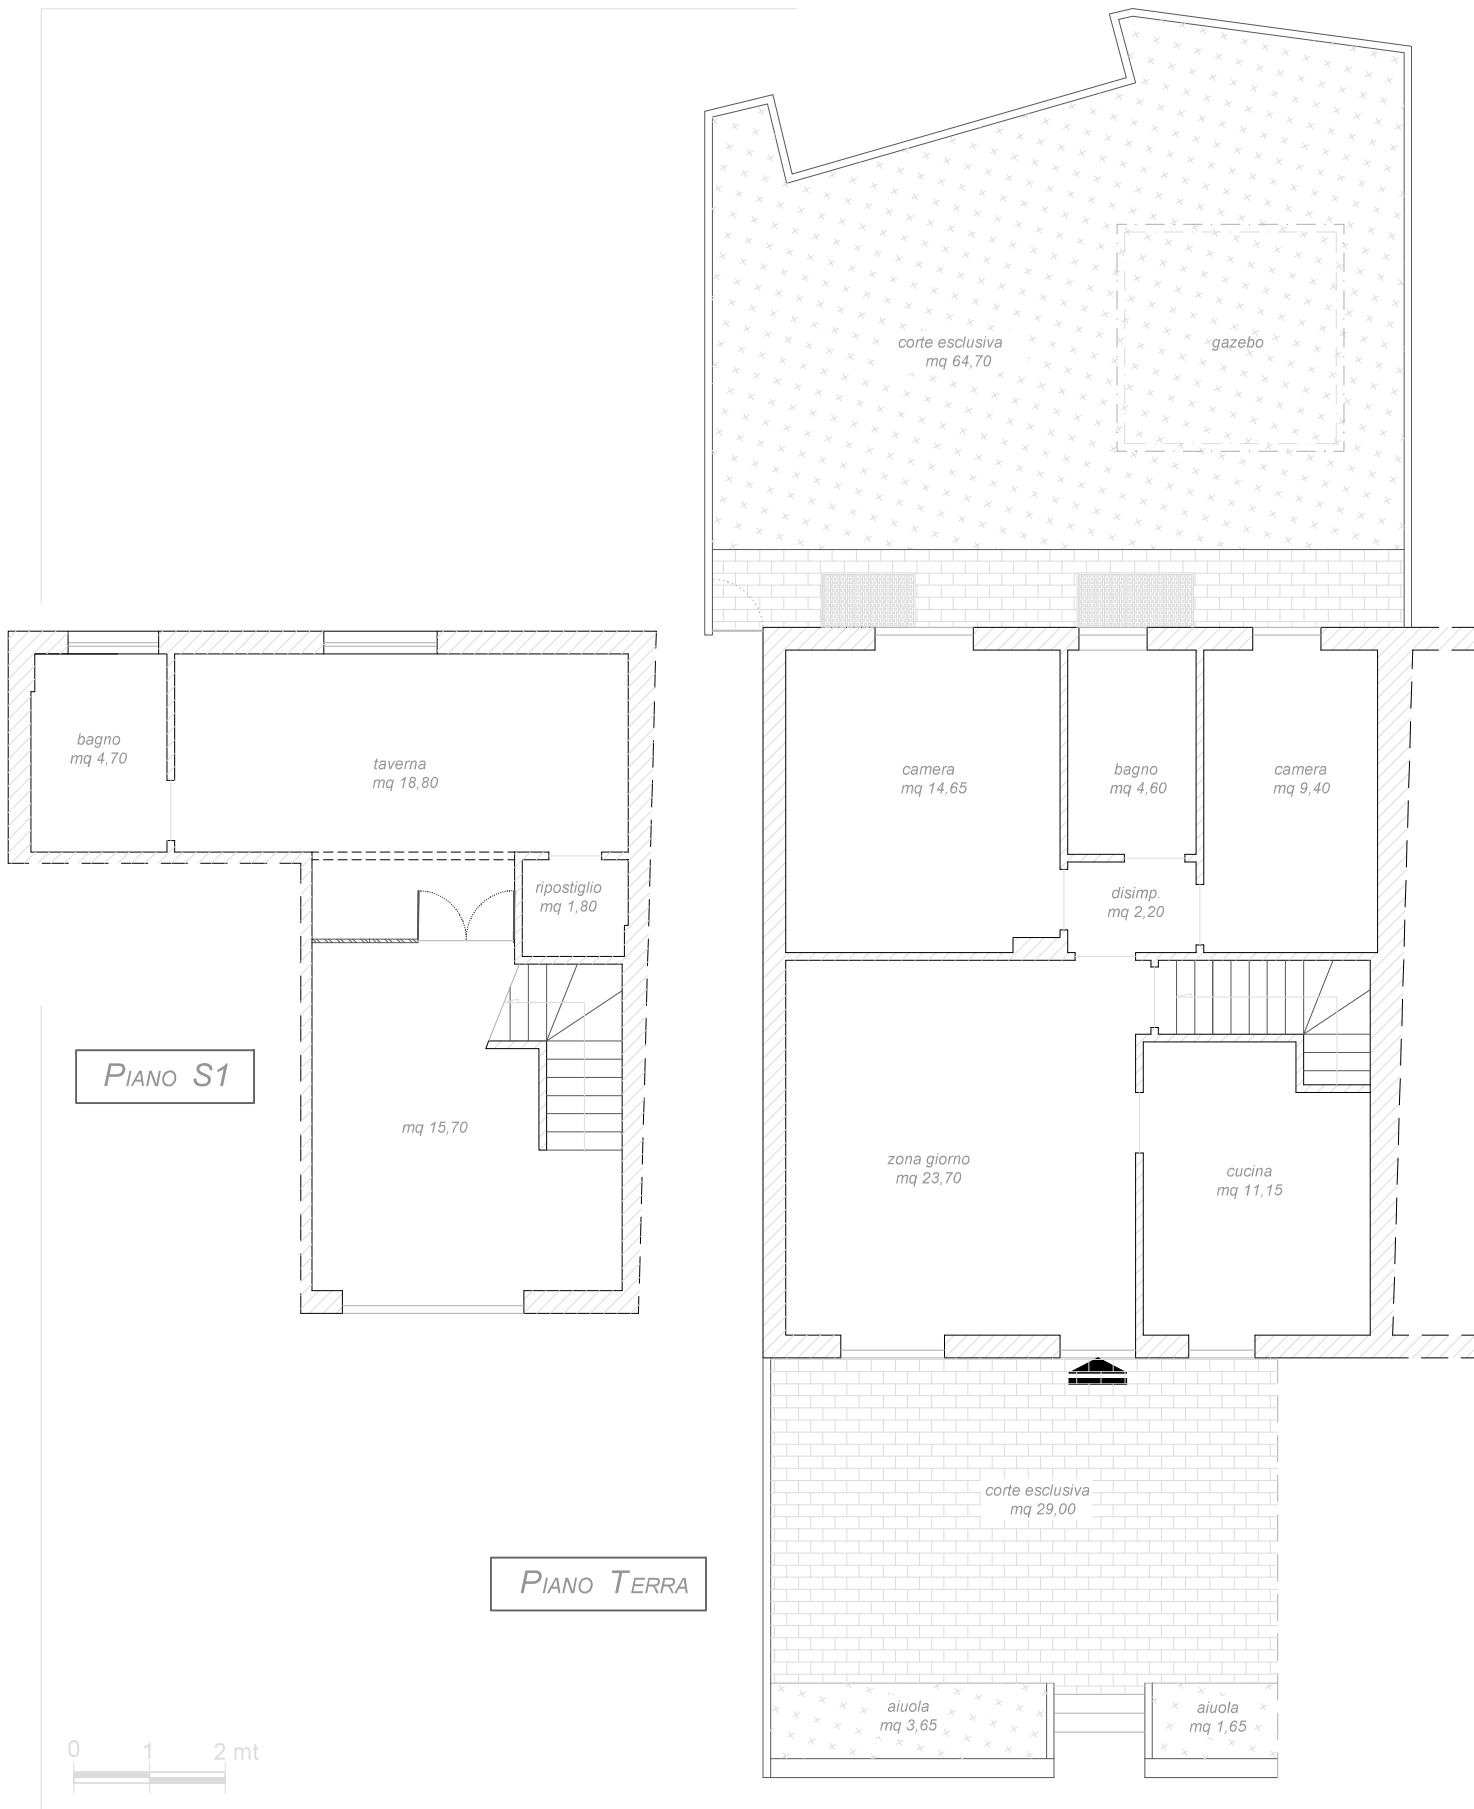 corte esclusiva
mq 64,70
gazebo
bagno
mq 4,70
taverna
mq 18,80
camera
mq 14,65
bagno
mq 4,60
camera
mq 9,40
ripostiglio
mq 1,80
disimp.
mq 2,20
PIANO S1
mq 15,70
zona giorno
mq 23,70
cucina
mq 11,15
corte esclusiva
mq 29,00
PIANO TERRA
aiuola
mq 3,65
aiuola
mq 1,65
0 1 2 mt